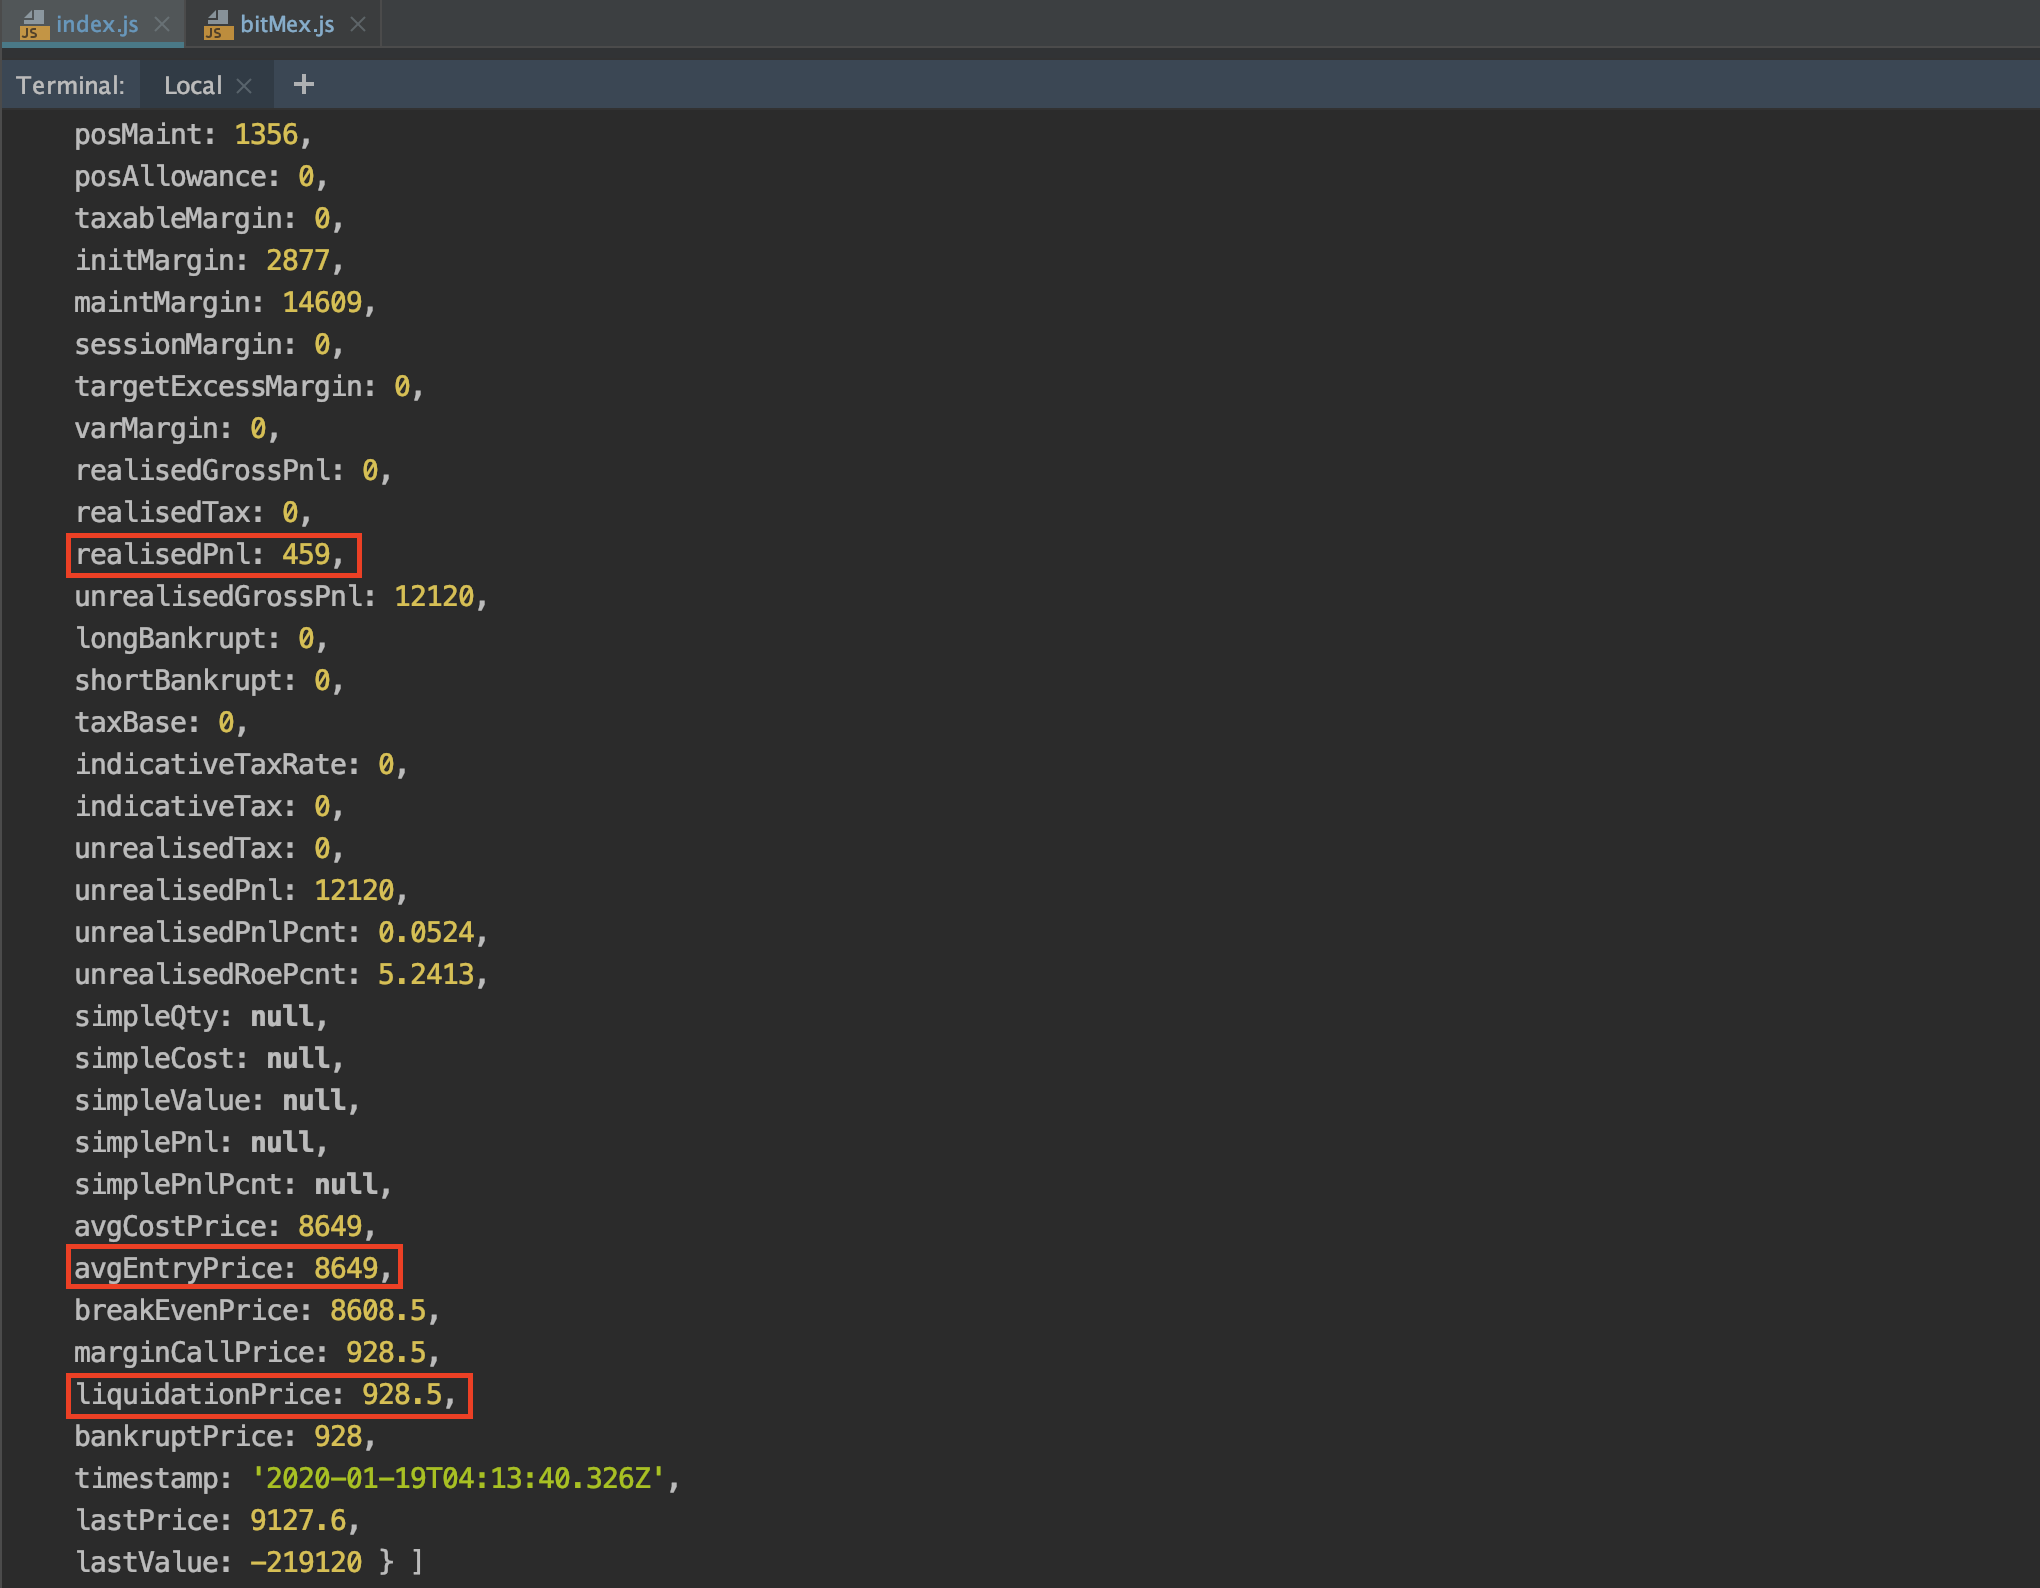 index.js
bitMex.js
Terminal: Local +
posMaint: 1356,
posAllowance: 0,
taxableMargin: 0,
initMargin: 2877,
maintMargin: 14609,
sessionMargin: 0,
targetExcessMargin: 0,
varMargin: 0,
realisedGrossPnl: 0,
realisedTax: 0,
realisedPnl: 459,
unrealisedGrossPnl: 12120,
longBankrupt: 0,
shortBankrupt: 0,
taxBase: 0,
indicativeTaxRate: 0,
indicativeTax: 0,
unrealisedTax: 0,
unrealisedPnl: 12120,
unrealisedPnlPcnt: 0.0524,
unrealisedRoePcnt: 5.2413,
simpleQty: null,
simpleCost: null,
simpleValue: null,
simplePnl: null,
simplePnlPcnt: null,
avgCostPrice: 8649,
avgEntryPrice: 8649,
breakEvenPrice: 8608.5,
marginCallPrice: 928.5,
liquidationPrice: 928.5,
bankruptPrice: 928,
timestamp: '2020-01-19T04:13:40.326Z',
lastPrice: 9127.6,
lastValue: -219120 } ]